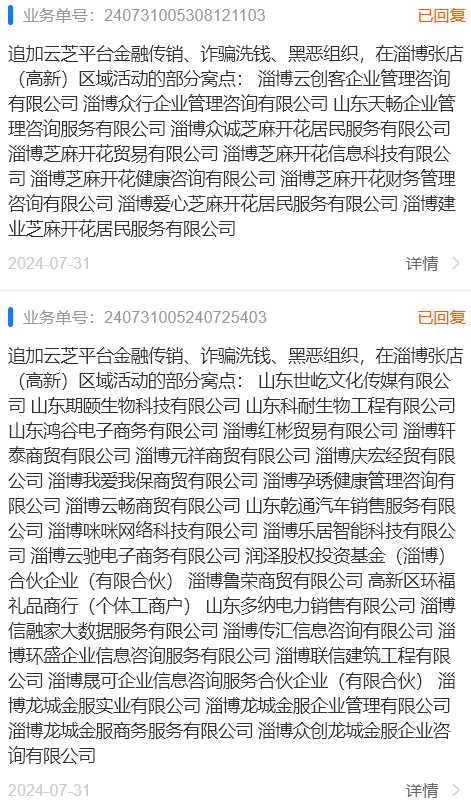 业务单号：240731005308121103 已回复
追加云芝平台金融传销、诈骗洗钱、黑恶组织，在淄博张店
（高新）区域活动的部分窝点： 淄博云创客企业管理咨询
有限公司 淄博众行企业管理咨询有限公司 山东天畅企业管
理咨询服务有限公司 淄博众诚芝麻开花居民服务有限公司
淄博芝麻开花贸易有限公司 淄博芝麻开花信息科技有限公
司 淄博芝麻开花健康咨询有限公司 淄博芝麻开花财务管理
咨询有限公司 淄博爱心芝麻开花居民服务有限公司 淄博建
业芝麻开花居民服务有限公司
2024-07-31 详情
业务单号：240731005240725403 已回复
追加云芝平台金融传销、诈骗洗钱、黑恶组织，在淄博张店
（高新）区域活动的部分窝点： 山东世屹文化传媒有限公
司 山东期颐生物科技有限公司 山东科耐生物工程有限公司
山东鸿谷电子商务有限公司 淄博红彬贸易有限公司 淄博轩
泰商贸有限公司 淄博元祥商贸有限公司 淄博庆宏经贸有限
公司 淄博我爱我保商贸有限公司 淄博孕琇健康管理咨询有
限公司 淄博云畅商贸有限公司 山东乾通汽车销售服务有限
公司 淄博咪咪网络科技有限公司 淄博乐居智能科技有限公
司 淄博云驰电子商务有限公司 润泽股权投资基金（淄博）
合伙企业（有限合伙） 淄博鲁荣商贸有限公司 高新区环福
礼品商行（个体工商户） 山东多纳电力销售有限公司 淄博
信融家大数据服务有限公司 淄博传汇信息咨询有限公司 淄
博环盛企业信息咨询服务有限公司 淄博联信建筑工程有限
公司 淄博晟可企业信息咨询服务合伙企业（有限合伙） 淄
博龙城金服实业有限公司 淄博龙城金服企业管理有限公司
淄博龙城金服商务服务有限公司 淄博众创龙城金服企业咨
询有限公司
2024-07-31 详情